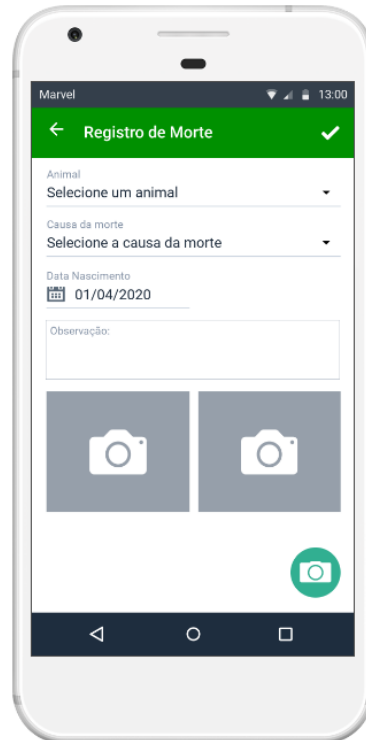 Marvel 13:00
Registro de Morte
Animal
Selecione um animal
Causa da morte
Selecione a causa da morte
Data Nascimento
01/04/2020
Observação: